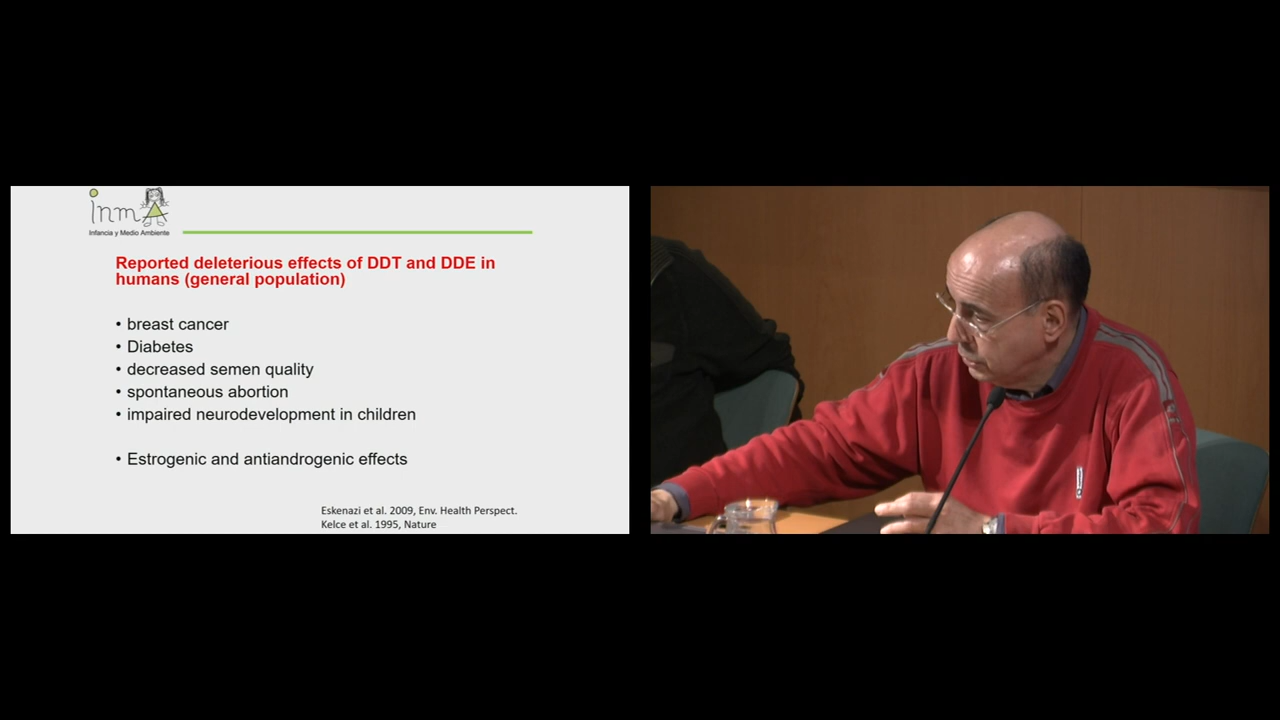 inmA
Infancia y Medio Ambiente
Reported deleterious effects of DDT and DDE in
humans (general population)
• breast cancer
• Diabetes
• decreased semen quality
• spontaneous abortion
• impaired neurodevelopment in children
• Estrogenic and antiandrogenic effects
Eskenazi et al. 2009, Env. Health Perspect.
Kelce et al. 1995, Nature